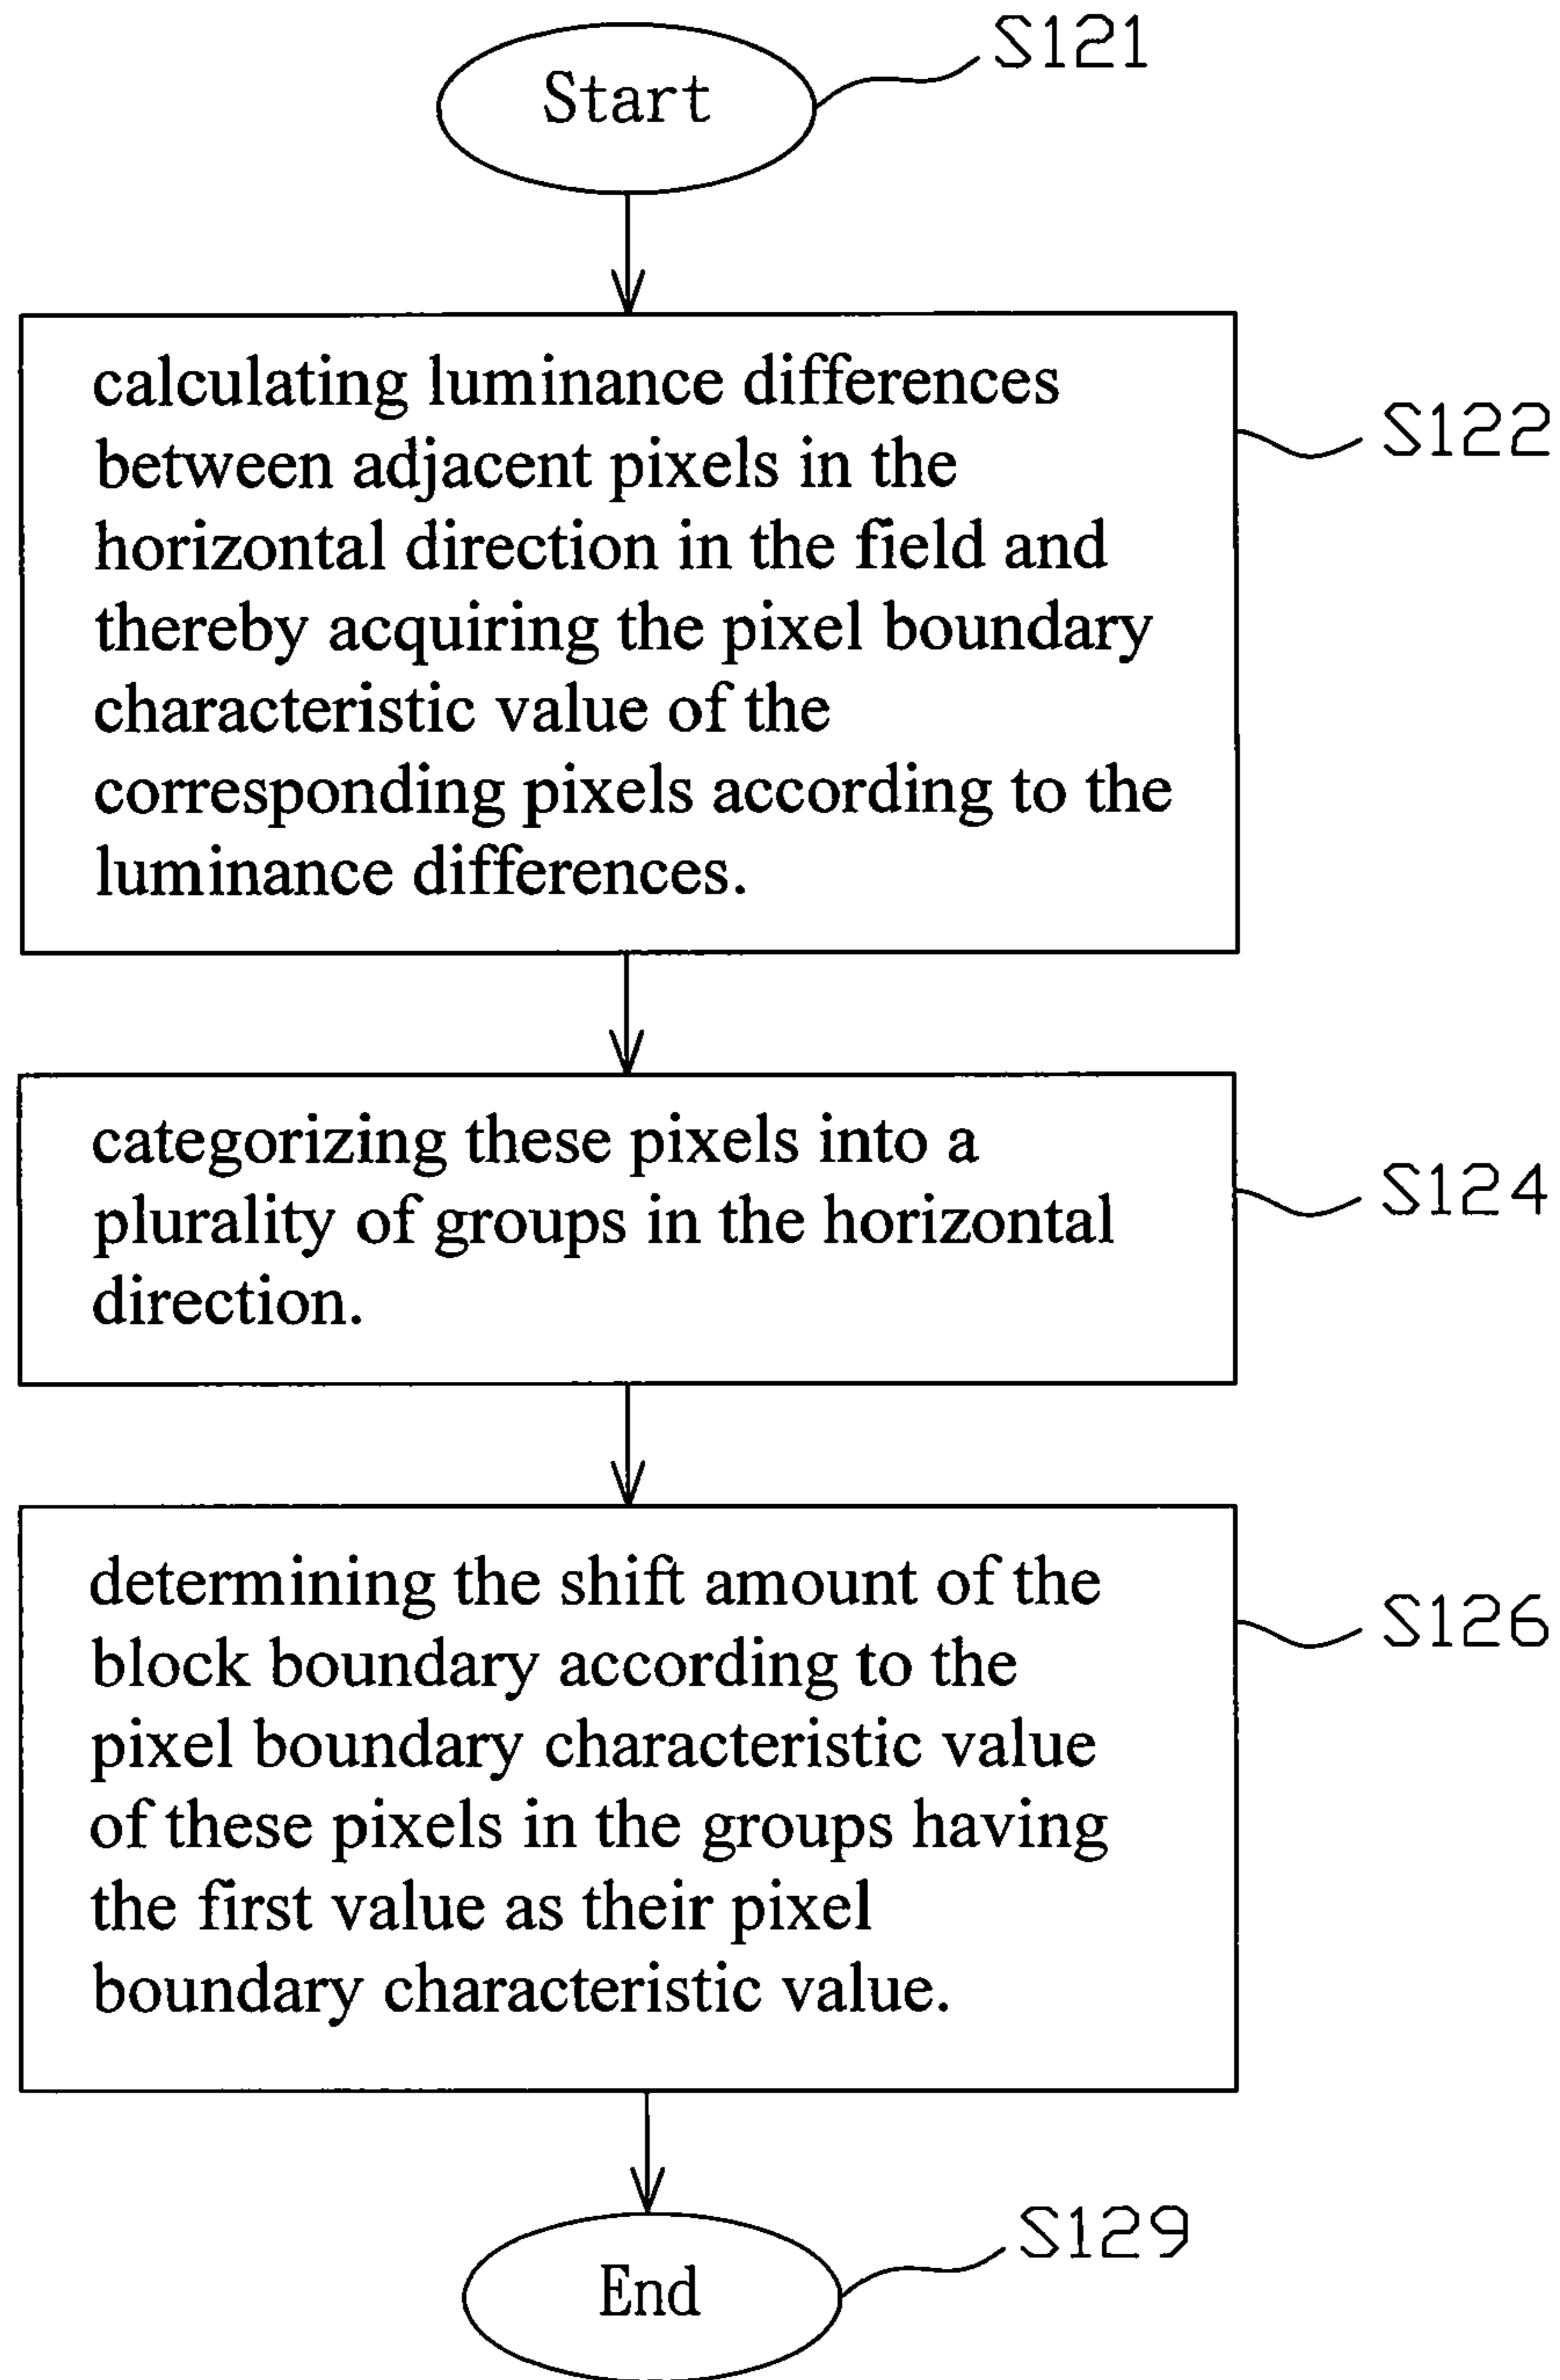 S121
Start
calculating luminance differences
between adjacent pixels in the
horizontal direction in the field and
thereby acquiring the pixel boundary
characteristic value of the
corresponding pixels according to the
luminance differences.
S122
categorizing these pixels into a
plurality of groups in the horizontal
direction.
S124
determining the shift amount of the
block boundary according to the
pixel boundary characteristic value
of these pixels in the groups having
the first value as their pixel
boundary characteristic value.
S126
S129
End